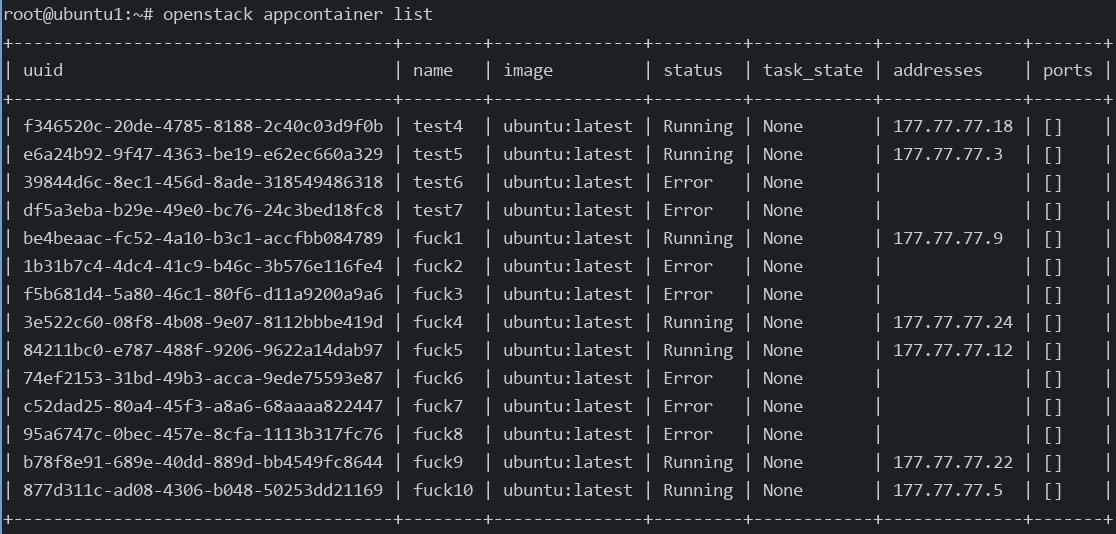 root@ubuntu1:~# openstack appcontainer list
+--------------------------------------+--------+---------------+---------+------------+--------------+-------+
| uuid                                 | name   | image         | status  | task_state | addresses    | ports |
+--------------------------------------+--------+---------------+---------+------------+--------------+-------+
| f346520c-20de-4785-8188-2c40c03d9f0b | test4  | ubuntu:latest | Running | None       | 177.77.77.18 | []    |
| e6a24b92-9f47-4363-be19-e62ec660a329 | test5  | ubuntu:latest | Running | None       | 177.77.77.3  | []    |
| 39844d6c-8ec1-456d-8ade-318549486318 | test6  | ubuntu:latest | Error   | None       |              | []    |
| df5a3eba-b29e-49e0-bc76-24c3bed18fc8 | test7  | ubuntu:latest | Error   | None       |              | []    |
| be4beaac-fc52-4a10-b3c1-accfbb084789 | fuck1  | ubuntu:latest | Running | None       | 177.77.77.9  | []    |
| 1b31b7c4-4dc4-41c9-b46c-3b576e116fe4 | fuck2  | ubuntu:latest | Error   | None       |              | []    |
| f5b681d4-5a80-46c1-80f6-d11a9200a9a6 | fuck3  | ubuntu:latest | Error   | None       |              | []    |
| 3e522c60-08f8-4b08-9e07-8112bbbe419d | fuck4  | ubuntu:latest | Running | None       | 177.77.77.24 | []    |
| 84211bc0-e787-488f-9206-9622a14dab97 | fuck5  | ubuntu:latest | Running | None       | 177.77.77.12 | []    |
| 74ef2153-31bd-49b3-acca-9ede75593e87 | fuck6  | ubuntu:latest | Error   | None       |              | []    |
| c52dad25-80a4-45f3-a8a6-68aaaa822447 | fuck7  | ubuntu:latest | Error   | None       |              | []    |
| 95a6747c-0bec-457e-8cfa-1113b317fc76 | fuck8  | ubuntu:latest | Error   | None       |              | []    |
| b78f8e91-689e-40dd-889d-bb4549fc8644 | fuck9  | ubuntu:latest | Running | None       | 177.77.77.22 | []    |
| 877d311c-ad08-4306-b048-50253dd21169 | fuck10 | ubuntu:latest | Running | None       | 177.77.77.5  | []    |
+--------------------------------------+--------+---------------+---------+------------+--------------+-------+